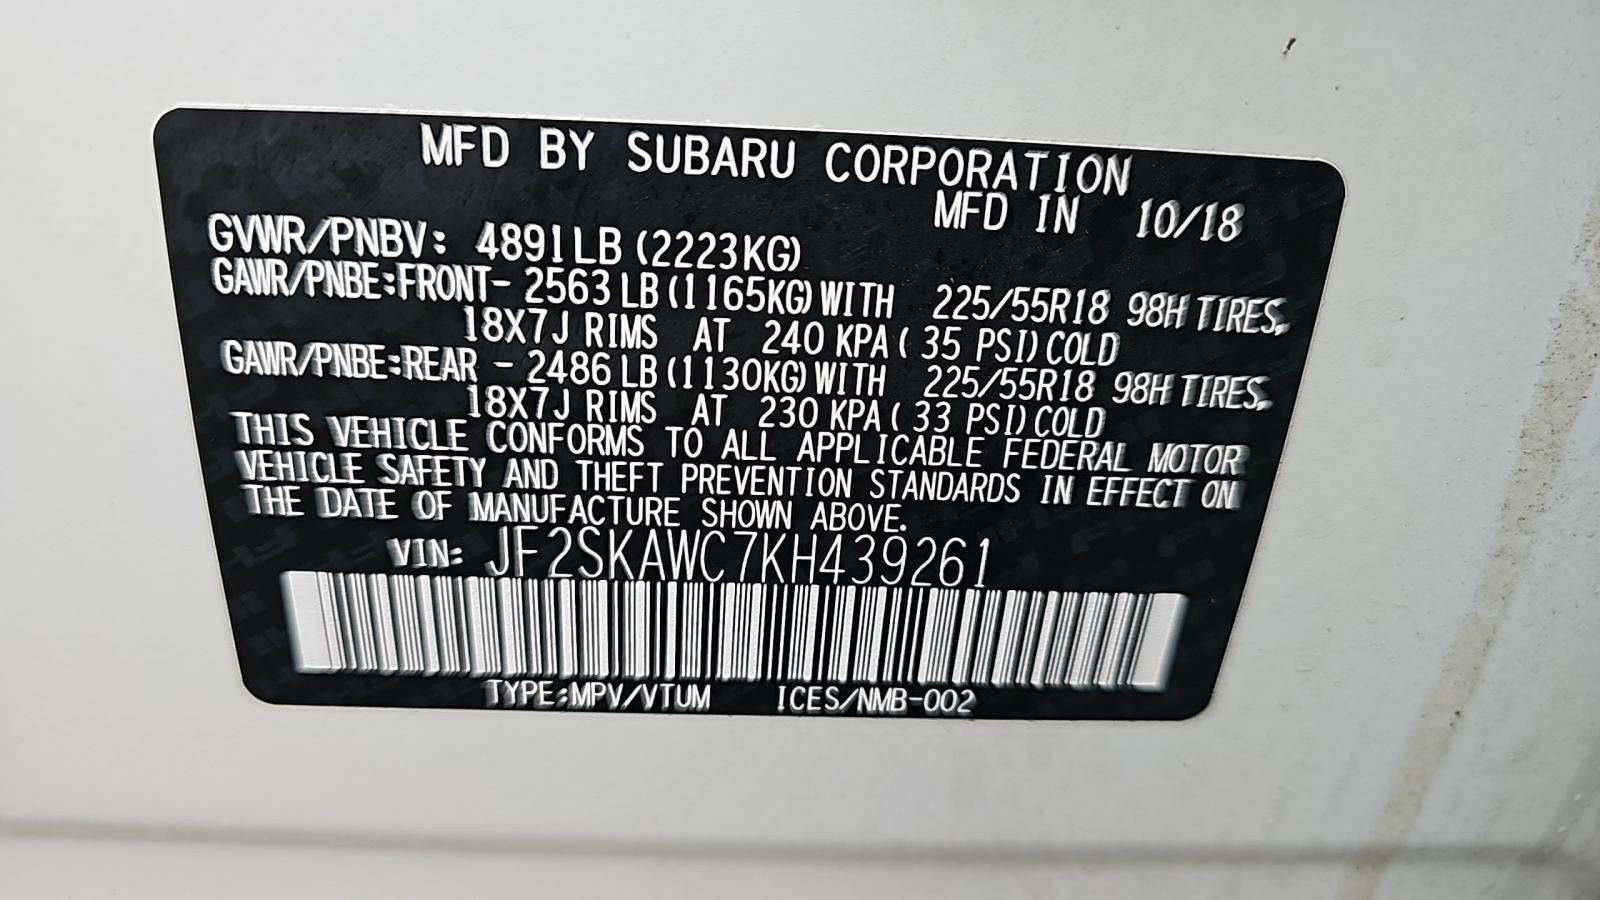 MFD BY SUBARU CORPORATION
MFD IN 10/18
GVWR/PNBV: 4891LB (2223KG)
GAWR/PNBE:FRONT- 2563 LB (1165KG) WITH 225/55R18 98H TIRES,
18X7J RIMS AT 240 KPA ( 35 PSI) COLD
GAWR/PNBE:REAR - 2486 LB (1130KG) WITH 225/55R18 98H TIRES,
18X7J RIMS AT 230 KPA ( 33 PSI) COLD
THIS VEHICLE CONFORMS TO ALL APPLICABLE FEDERAL MOTOR
VEHICLE SAFETY AND THEFT PREVENTION STANDARDS IN EFFECT ON
THE DATE OF MANUFACTURE SHOWN ABOVE.
VIN: JF2SKAWC7KH439261
TYPE:MPV/VTUM ICES/NMB-002